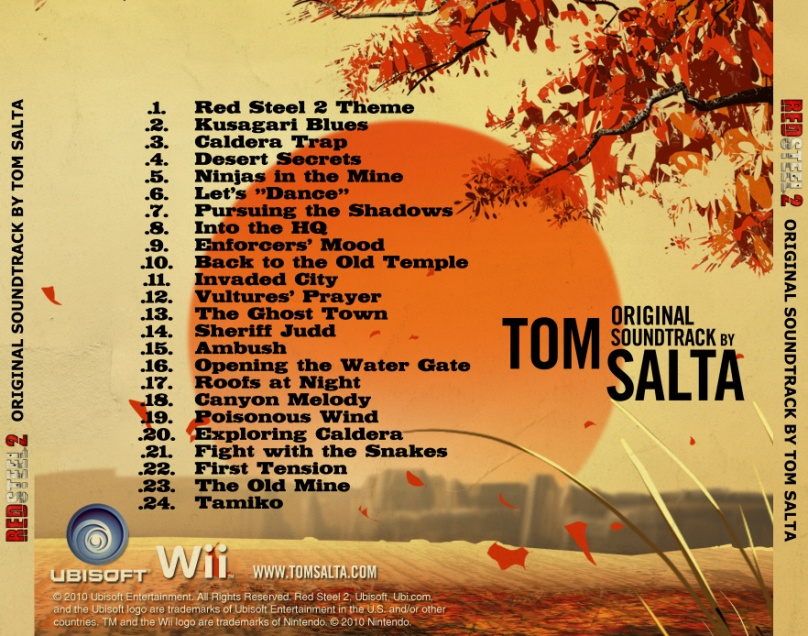 .1. Red Steel 2 Theme
.2. Kusagari Blues
.3. Caldera Trap
.4. Desert Secrets
.5. Ninjas in the Mine
.6. Let's ”Dance”
.7. Pursuing the Shadows
.8. Into the HQ
.9. Enforcers' Mood
.10. Back to the Old Temple
.11. Invaded City
.12. Vultures' Prayer
.13. The Ghost Town
.14. Sheriff Judd
.15. Ambush
.16. Opening the Water Gate
.17. Roofs at Night
.18. Canyon Melody
.19. Poisonous Wind
.20. Exploring Caldera
.21. Fight with the Snakes
.22. First Tension
.23. The Old Mine
.24. Tamiko
ORIGINAL
SOUNDTRACK BY
TOM SALTA
RED STEEL 2 ORIGINAL SOUNDTRACK BY TOM SALTA
RED STEEL 2 ORIGINAL SOUNDTRACK BY TOM SALTA
UBISOFT Wii WWW.TOMSALTA.COM
© 2010 Ubisoft Entertainment. All Rights Reserved. Red Steel 2, Ubisoft, Ubi.com,
and the Ubisoft logo are trademarks of Ubisoft Entertainment in the U.S. and/or other
countries. TM and the Wii logo are trademarks of Nintendo. © 2010 Nintendo.